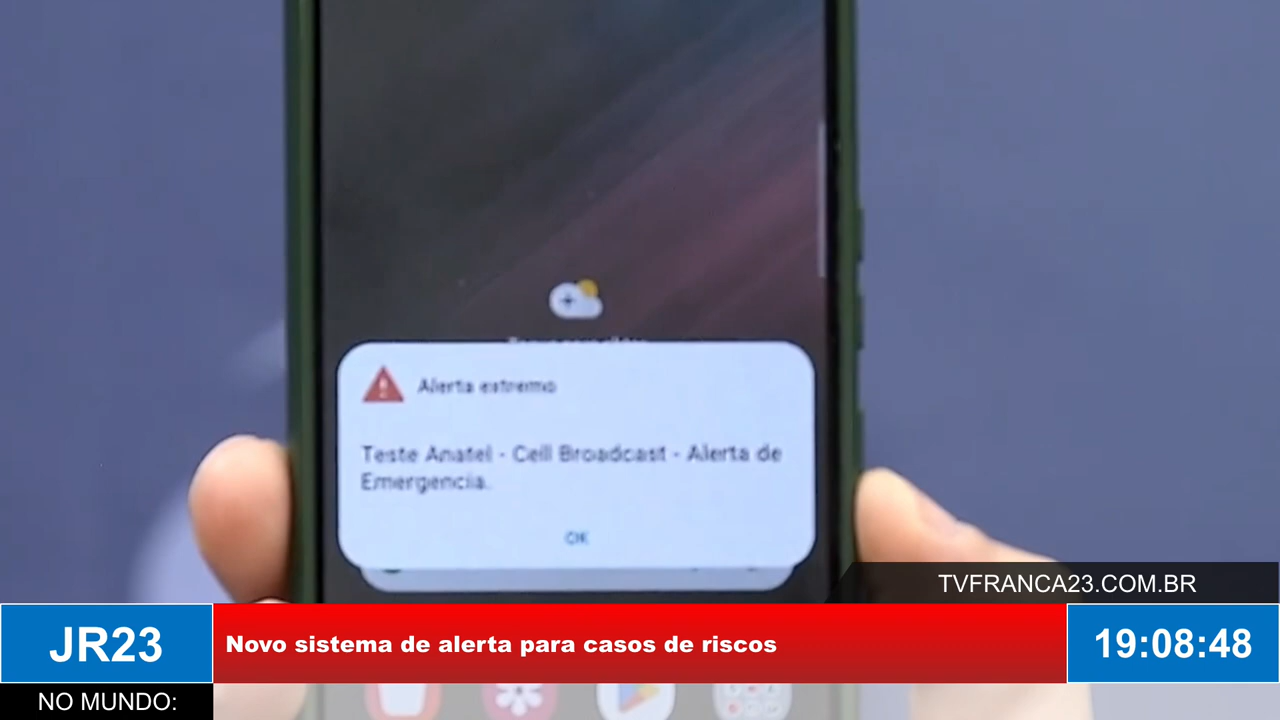 Alerta extremo
Teste Anatel - Cell Broadcast - Alerta de
Emergencia.
OK
TVFRANCA23.COM.BR
JR23
Novo sistema de alerta para casos de riscos
19:08:48
NO MUNDO: